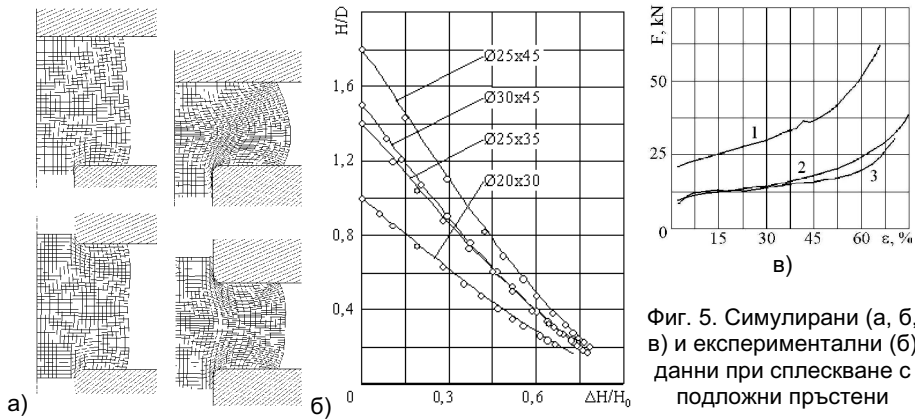 H/D
1,6
1,2
0,8
0,4
0
0,3
0,6
ΔH/H₀
Ø25x45
Ø30x45
Ø25x35
Ø20x30
а)
б)
F, kN
50
25
0
15
30
45
60
ε, %
1
2
3
в)
Фиг. 5. Симулирани (а, б,
в) и експериментални (б)
данни при сплескване с
подложни пръстени